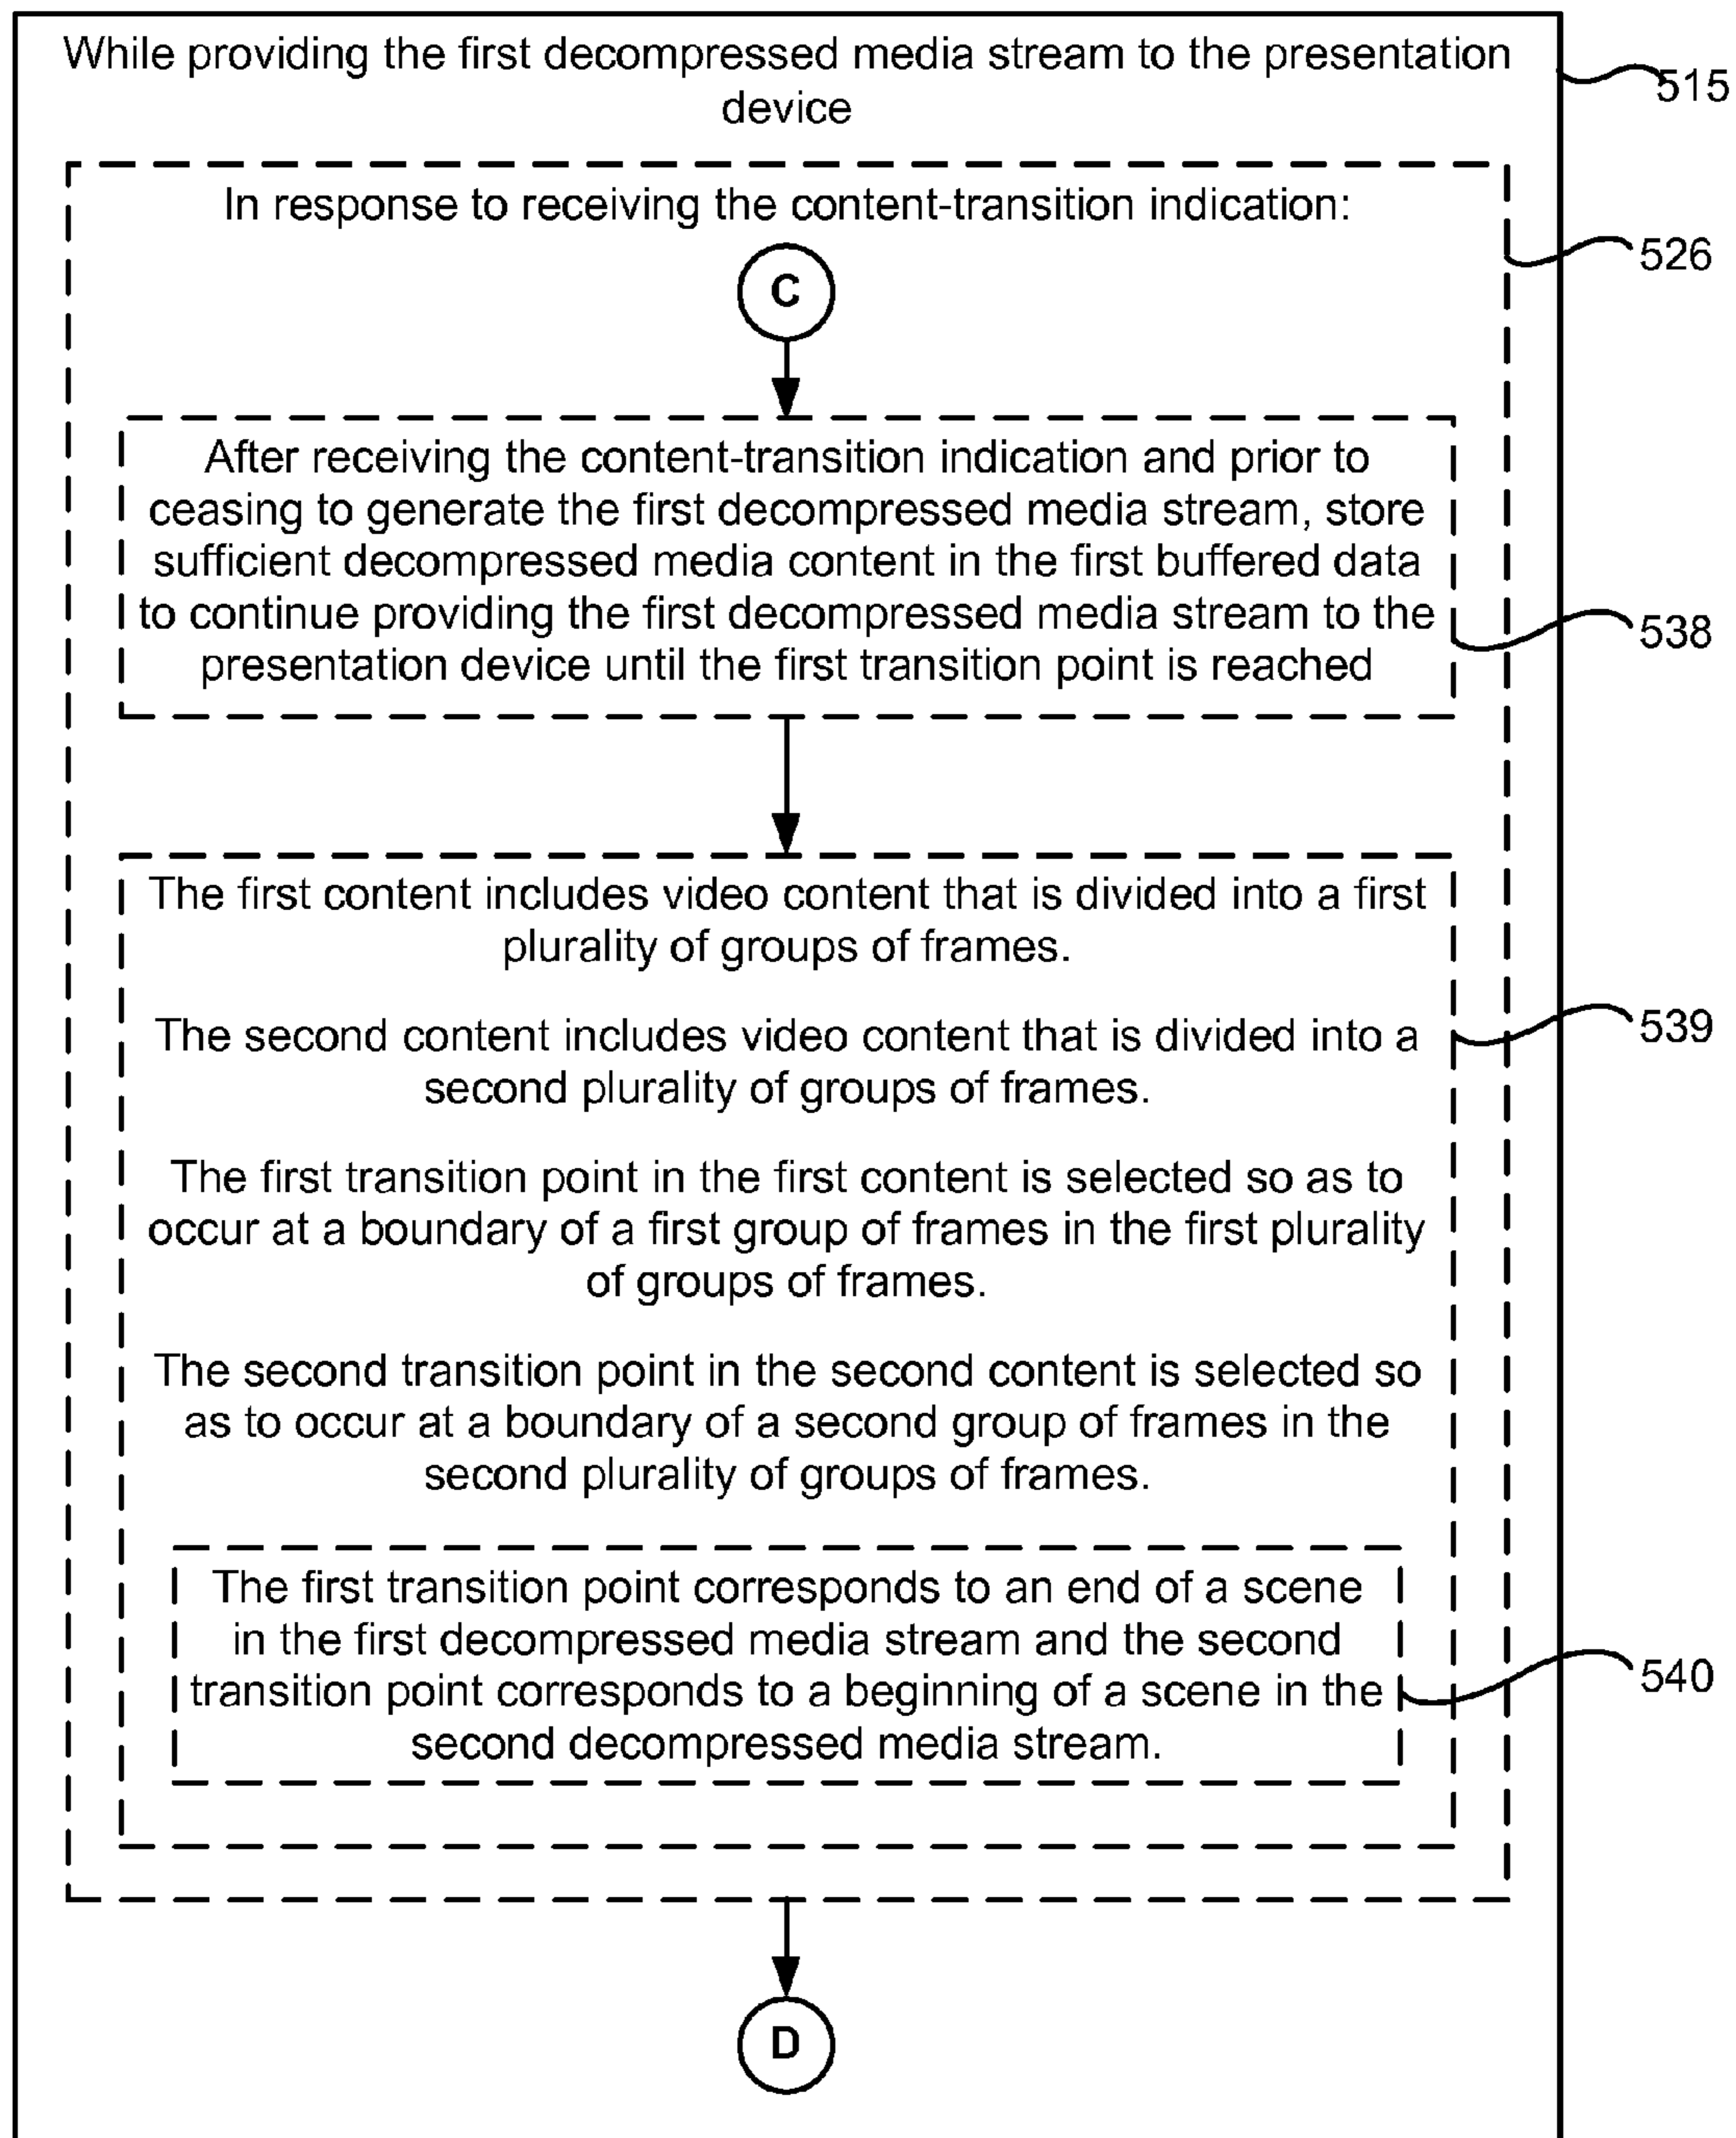 While providing the first decompressed media stream to the presentation
device
515
In response to receiving the content-transition indication:
526
C
After receiving the content-transition indication and prior to
ceasing to generate the first decompressed media stream, store
sufficient decompressed media content in the first buffered data
to continue providing the first decompressed media stream to the
presentation device until the first transition point is reached
538
The first content includes video content that is divided into a first
plurality of groups of frames.
The second content includes video content that is divided into a
second plurality of groups of frames.
539
The first transition point in the first content is selected so as to
occur at a boundary of a first group of frames in the first plurality
of groups of frames.
The second transition point in the second content is selected so
as to occur at a boundary of a second group of frames in the
second plurality of groups of frames.
The first transition point corresponds to an end of a scene
in the first decompressed media stream and the second
transition point corresponds to a beginning of a scene in the
second decompressed media stream.
540
D